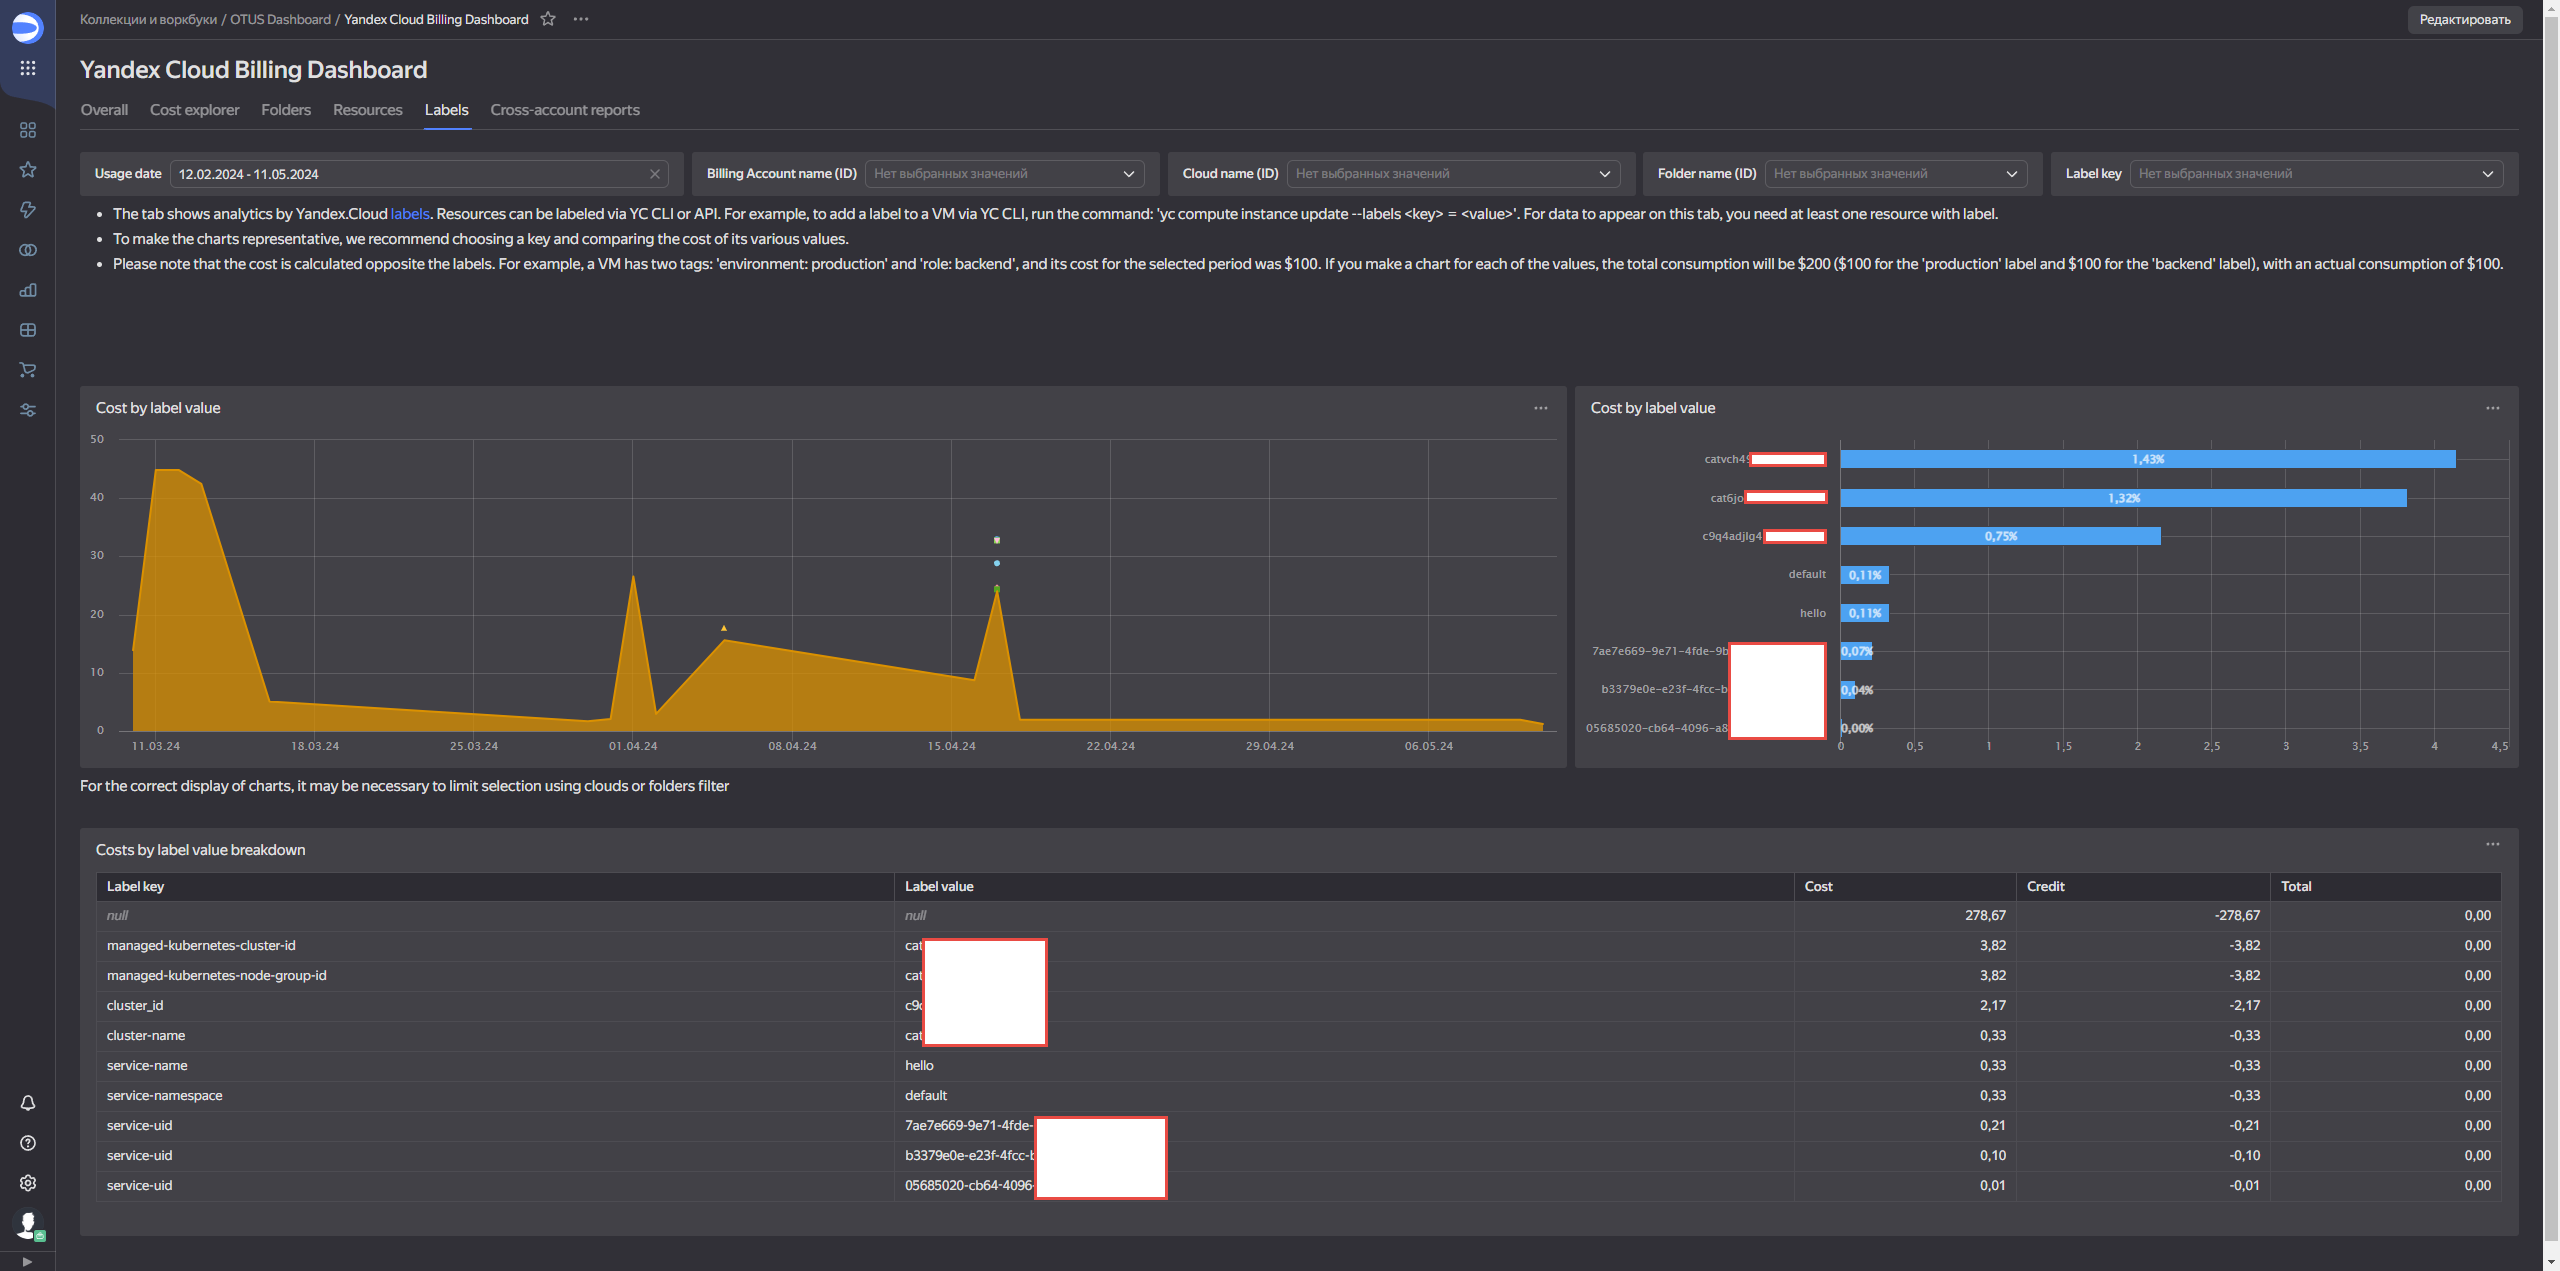 Коллекции и воркбуки / OTUS Dashboard / Yandex Cloud Billing Dashboard
Редактировать
Yandex Cloud Billing Dashboard
Overall Cost explorer Folders Resources Labels Cross-account reports
Usage date 12.02.2024 - 11.05.2024 Billing Account name (ID) Нет выбранных значений Cloud name (ID) Нет выбранных значений Folder name (ID) Нет выбранных значений Label key Нет выбранных значений
• The tab shows analytics by Yandex.Cloud labels. Resources can be labeled via YC CLI or API. For example, to add a label to a VM via YC CLI, run the command: 'yc compute instance update --labels <key> = <value>'. For data to appear on this tab, you need at least one resource with label.
• To make the charts representative, we recommend choosing a key and comparing the cost of its various values.
• Please note that the cost is calculated opposite the labels. For example, a VM has two tags: 'environment: production' and 'role: backend', and its cost for the selected period was $100. If you make a chart for each of the values, the total consumption will be $200 ($100 for the 'production' label and $100 for the 'backend' label), with an actual consumption of $100.
Cost by label value
50
40
30
20
10
0
11.03.24 18.03.24 25.03.24 01.04.24 08.04.24 15.04.24 22.04.24 29.04.24 06.05.24
Cost by label value
catvch49 1,43%
cat6jo 1,32%
c9q4adjlg4 0,75%
default 0,11%
hello 0,11%
7ae7e669-9e71-4fde-9b 0,07%
b3379e0e-e23f-4fcc-b 0,04%
05685020-cb64-4096-a8 0,00%
0 0,5 1 1,5 2 2,5 3 3,5 4 4,5
For the correct display of charts, it may be necessary to limit selection using clouds or folders filter
Costs by label value breakdown
Label key Label value Cost Credit Total
null null 278,67 -278,67 0,00
managed-kubernetes-cluster-id cat 3,82 -3,82 0,00
managed-kubernetes-node-group-id cat 3,82 -3,82 0,00
cluster_id c9 2,17 -2,17 0,00
cluster-name cat 0,33 -0,33 0,00
service-name hello 0,33 -0,33 0,00
service-namespace default 0,33 -0,33 0,00
service-uid 7ae7e669-9e71-4fde- 0,21 -0,21 0,00
service-uid b3379e0e-e23f-4fcc- 0,10 -0,10 0,00
service-uid 05685020-cb64-4096- 0,01 -0,01 0,00